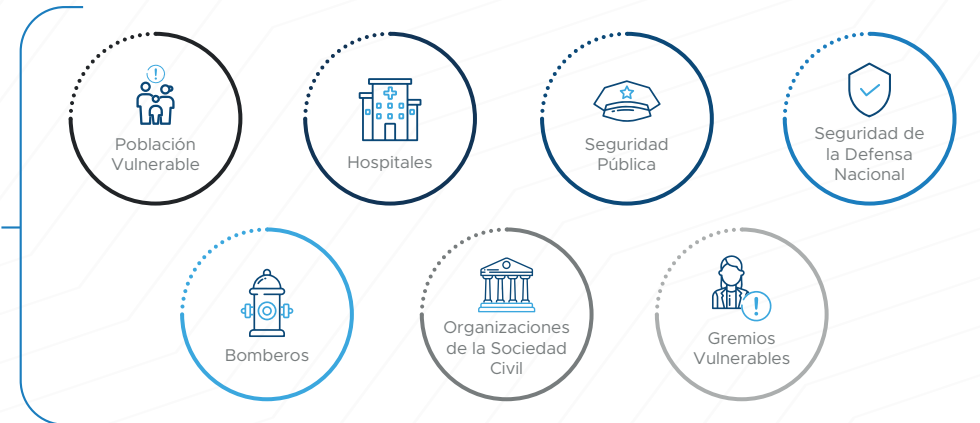 Población
Vulnerable
Hospitales
Seguridad
Pública
Seguridad de
la Defensa
Nacional
Bomberos
Organizaciones
de la Sociedad
Civil
Gremios
Vulnerables